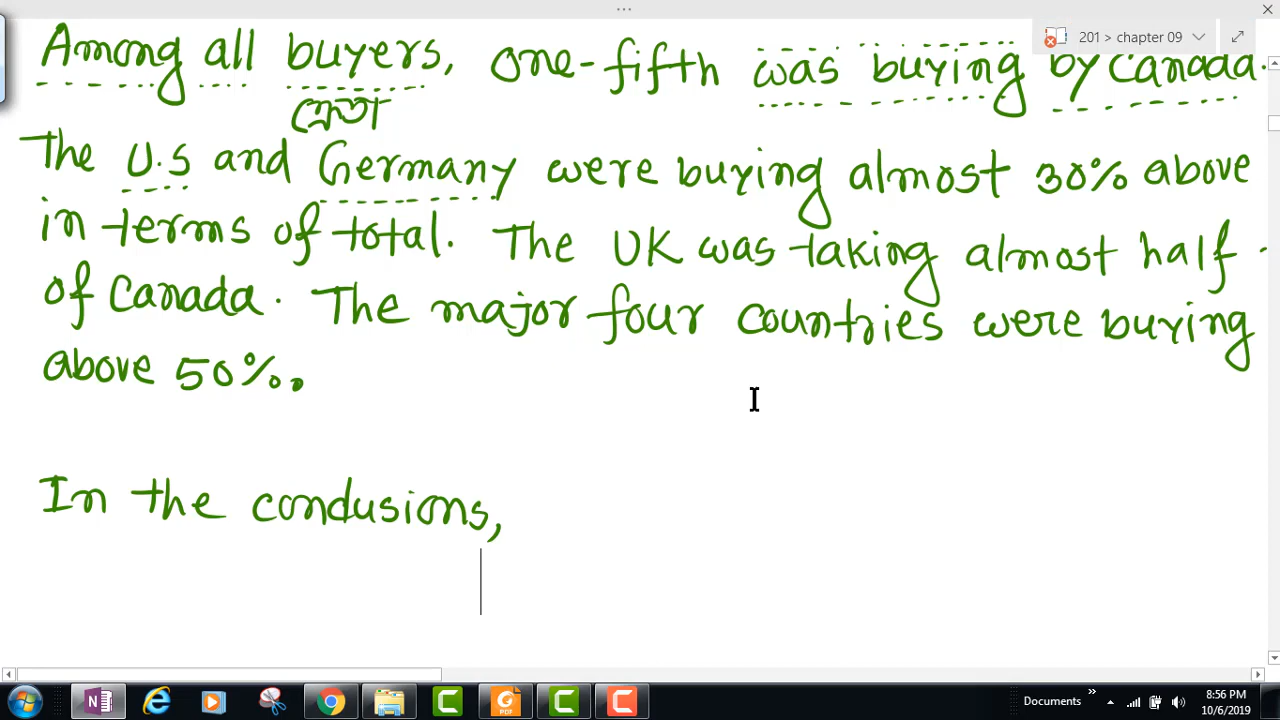 201 > chapter 09
Among all buyers, one-fifth was buying by Canada.
ক্রেতা
The U.S and Germany were buying almost 30% above
in terms of total. The UK was taking almost half
of Canada. The major four countries were buying
above 50%.
In the condusions,
Documents
8:56 PM
10/6/2019